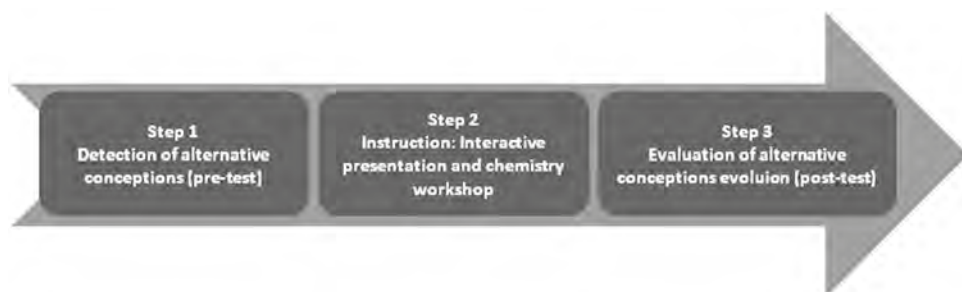 Step 1
Detection of alternative
conceptions (pre-test)
Step 2
Instruction: Interactive
presentation and chemistry
workshop
Step 3
Evaluation of alternative
conceptions evoluion (post-test)